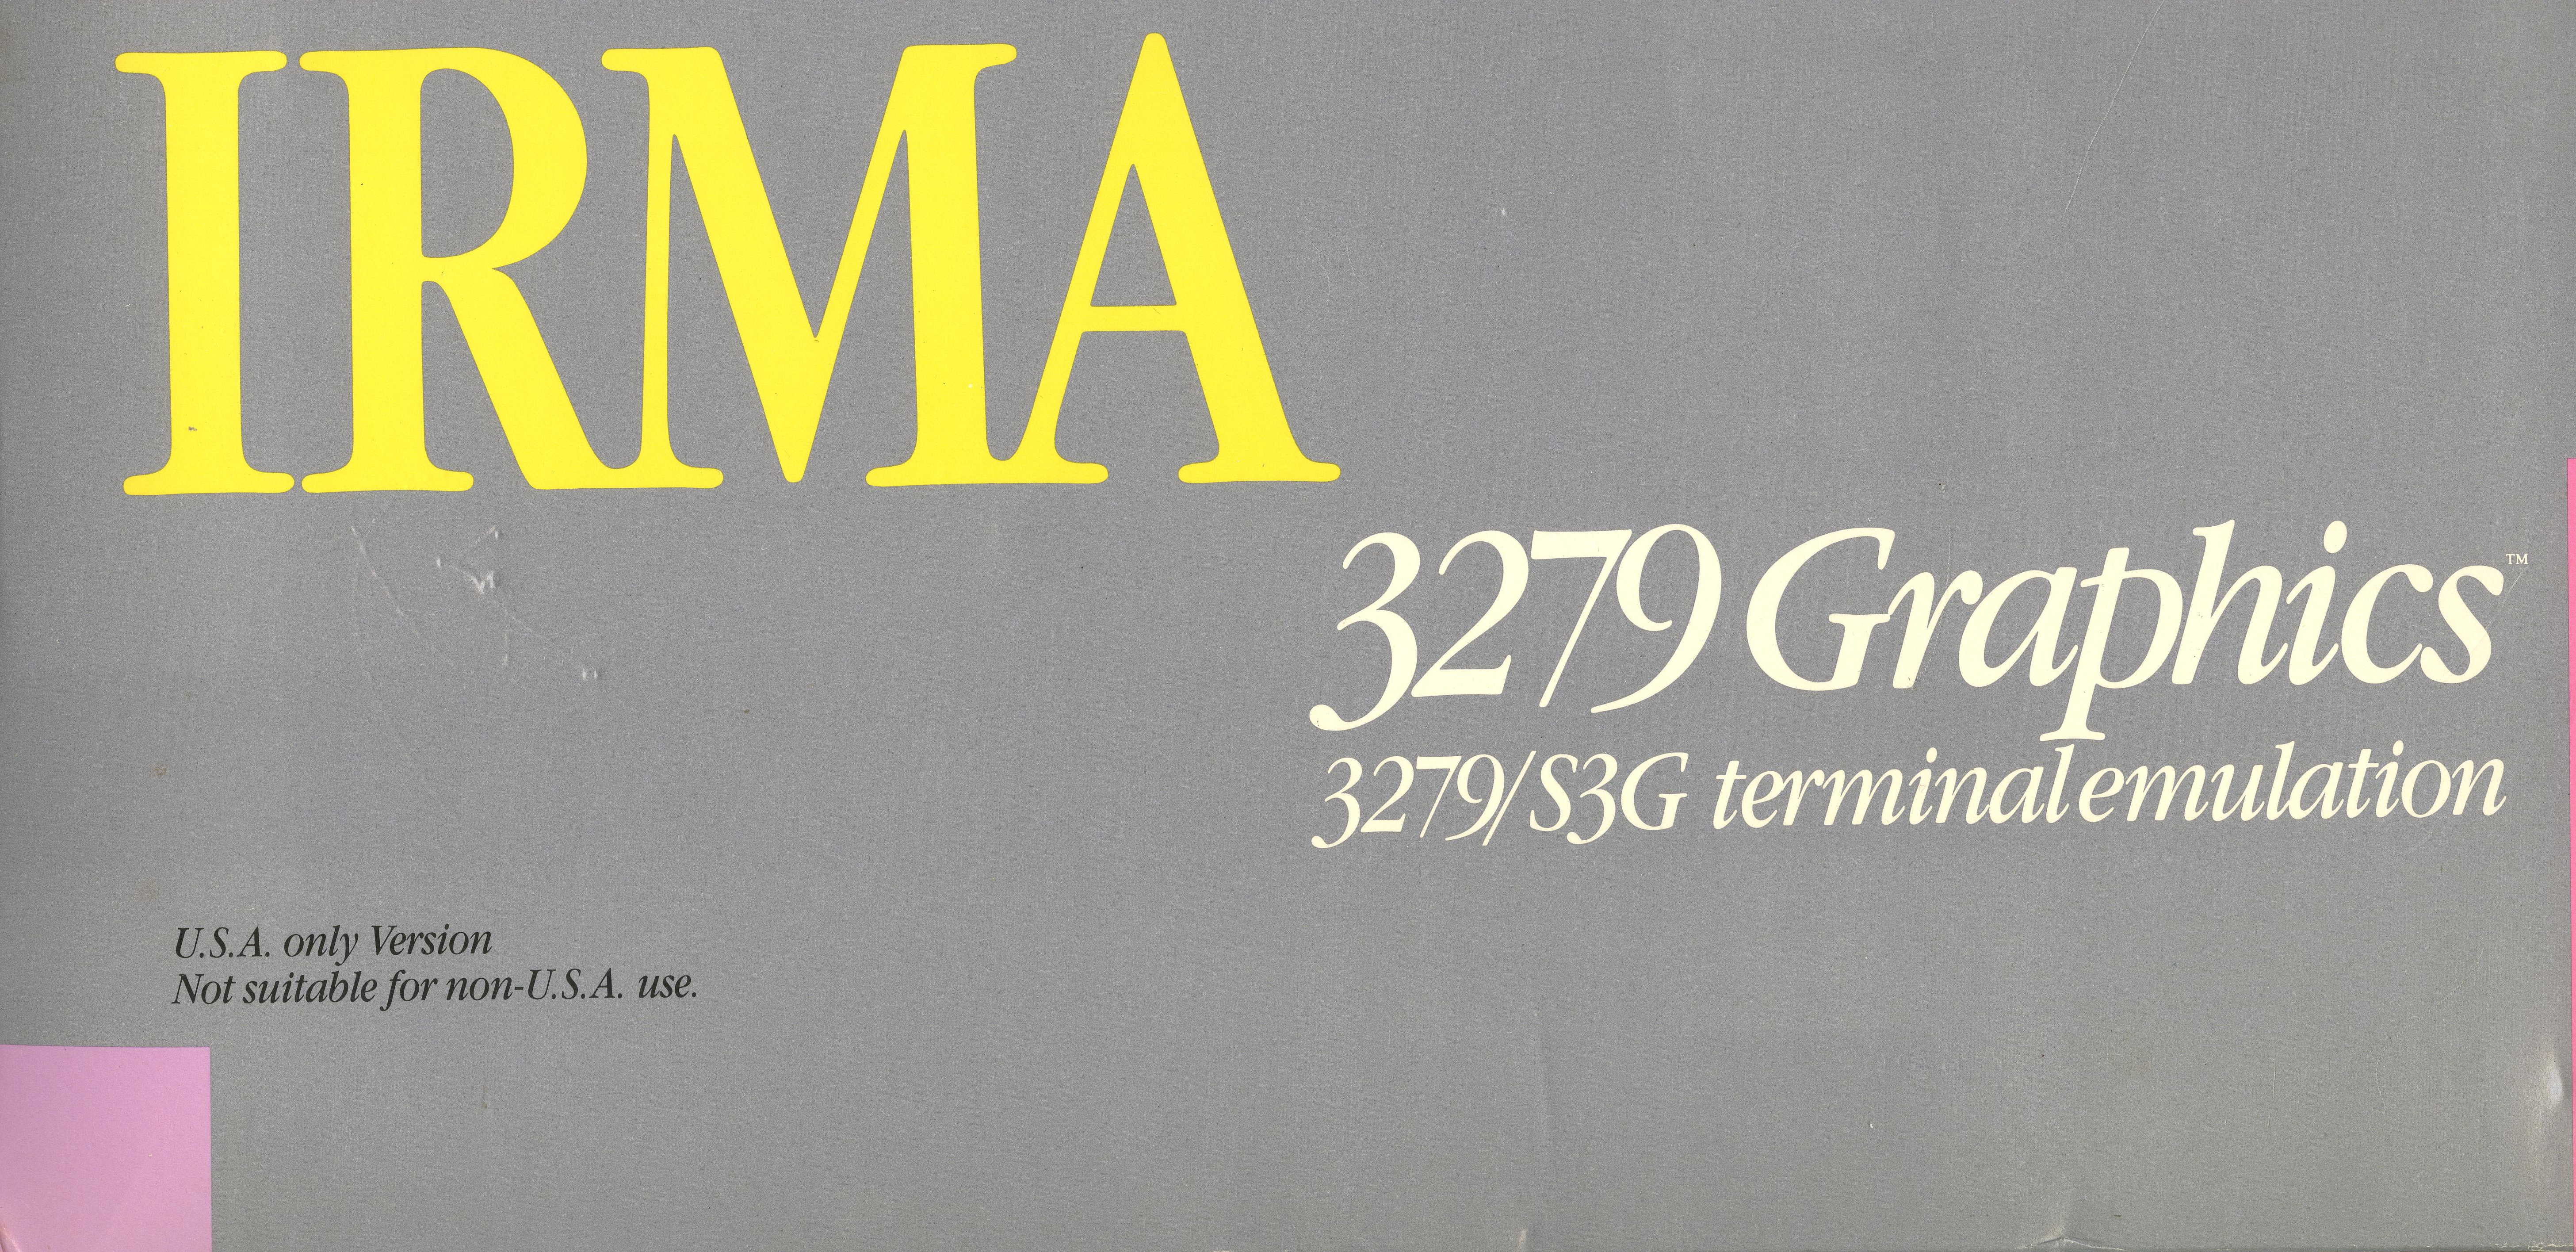 IRMA
3279 Graphics™
3279/S3G terminal emulation
U.S.A. only Version
Not suitable for non-U.S.A. use.